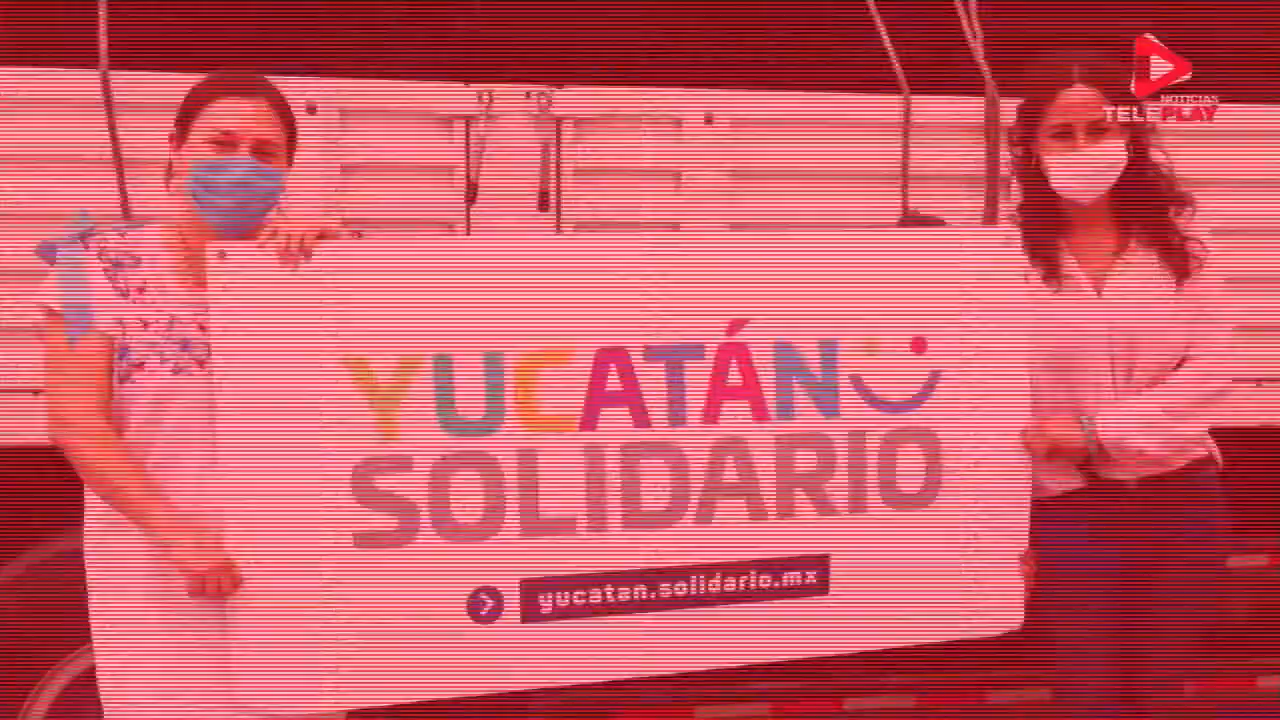 NOTICIAS
TELEPLAY
YUCATÁN
SOLIDARIO
yucatan.solidario.mx